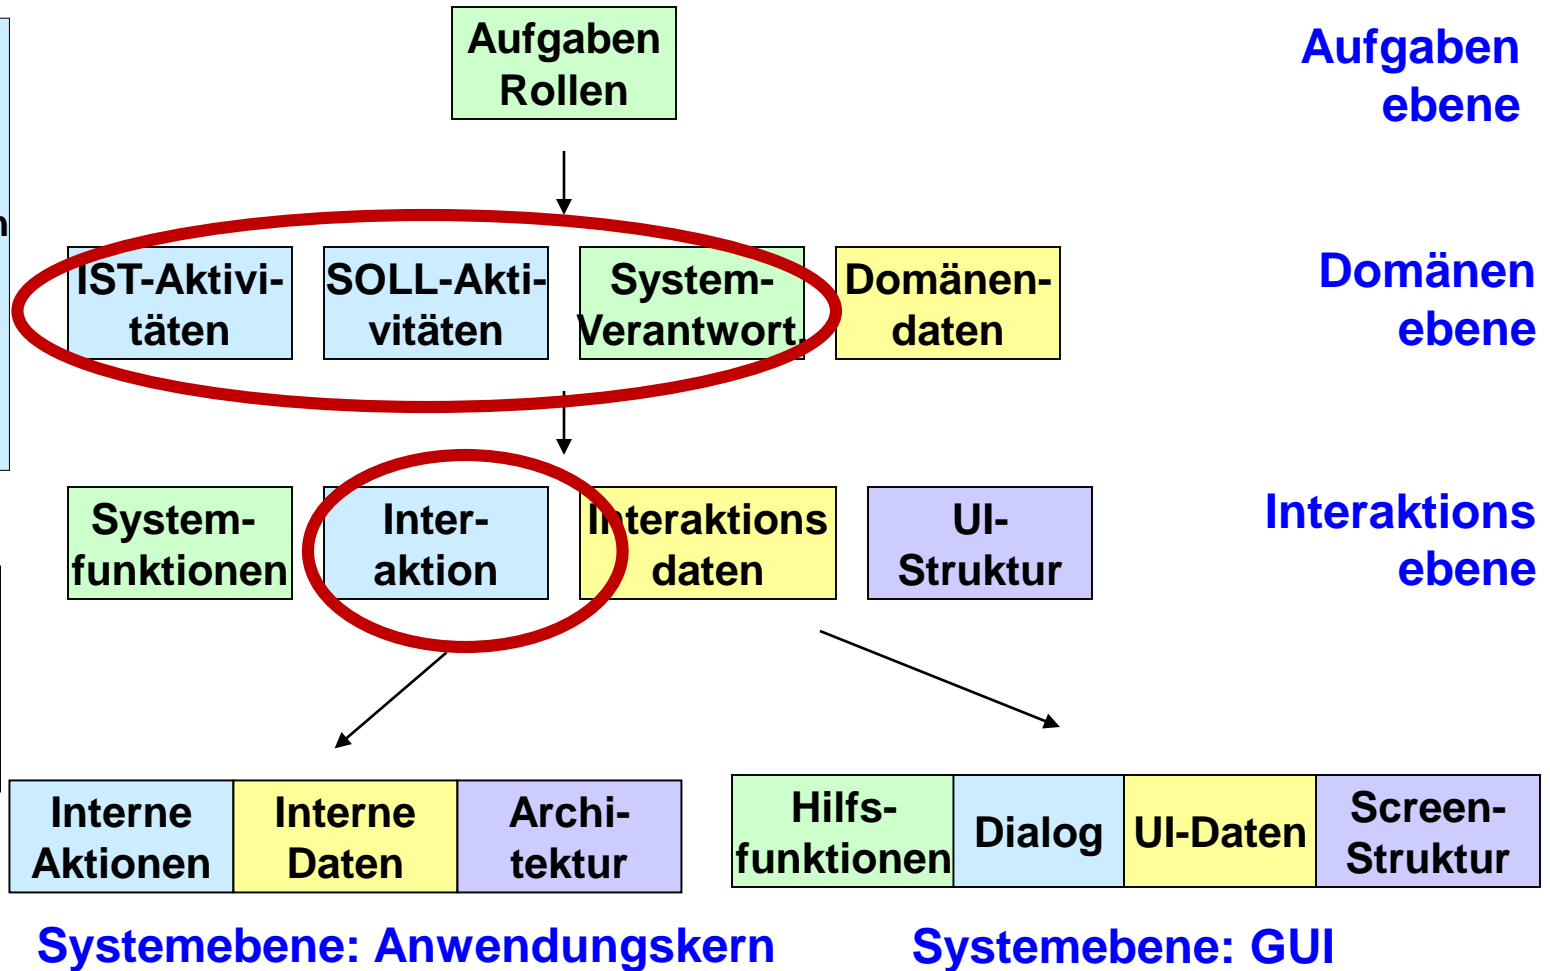 Aufgaben
Rollen
Aufgaben
ebene
n
IST-Aktivi-
täten
SOLL-Akti-
vitäten
System-
Verantwort.
Domänen-
daten
Domänen
ebene
System-
funktionen
Inter-
aktion
Interaktions
daten
UI-
Struktur
Interaktions
ebene
Interne
Aktionen
Interne
Daten
Archi-
tektur
Hilfs-
funktionen
Dialog
UI-Daten
Screen-
Struktur
Systemebene: Anwendungskern
Systemebene: GUI